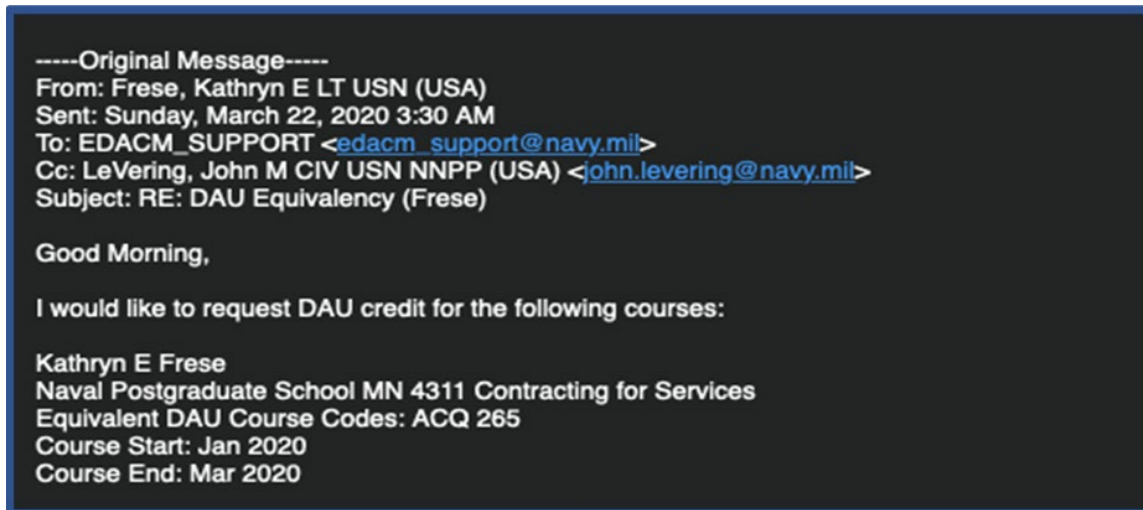 -----Original Message-----
From: Frese, Kathryn E LT USN (USA)
Sent: Sunday, March 22, 2020 3:30 AM
To: EDACM_SUPPORT <edacm_support@navy.mil>
Cc: LeVering, John M CIV USN NNPP (USA) <john.levering@navy.mil>
Subject: RE: DAU Equivalency (Frese)
Good Morning,
I would like to request DAU credit for the following courses:
Kathryn E Frese
Naval Postgraduate School MN 4311 Contracting for Services
Equivalent DAU Course Codes: ACQ 265
Course Start: Jan 2020
Course End: Mar 2020